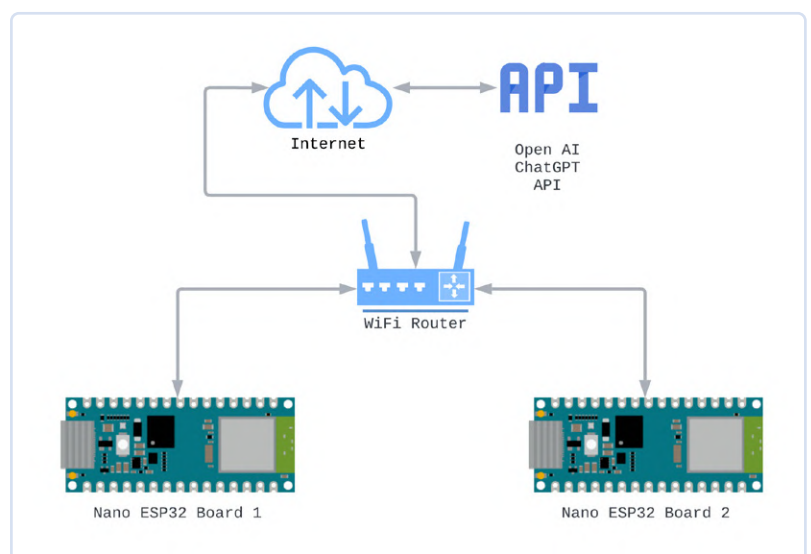 API
Internet
Open AI
ChatGPT
API
WiFi Router
Nano ESP32 Board 1
Nano ESP32 Board 2